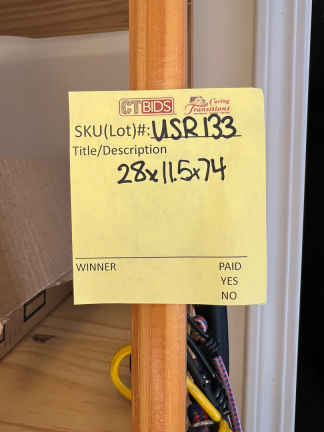 CTBIDS Caring Transitions
SKU(Lot)#: USR133
Title/Description
28x11.5x74
WINNER PAID
YES
NO